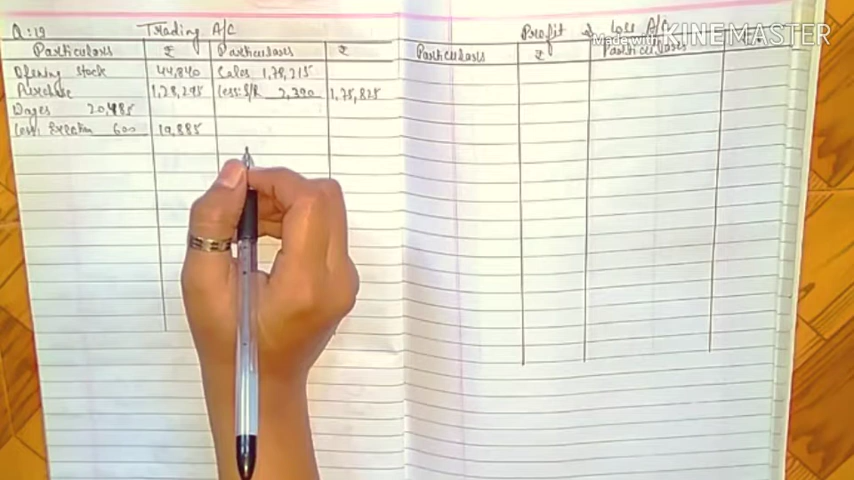 Q:19 Trading A/C
Particulars ₹ Particulars ₹
Opening stock 44,840 Sales 1,78,215
Purchase 1,28,295 Less: S/R 2,390 1,75,825
Wages 20,485
Less: Erection 600 19,885
Profit & Loss A/C
Particulars ₹ Particulars
Made with KINEMASTER